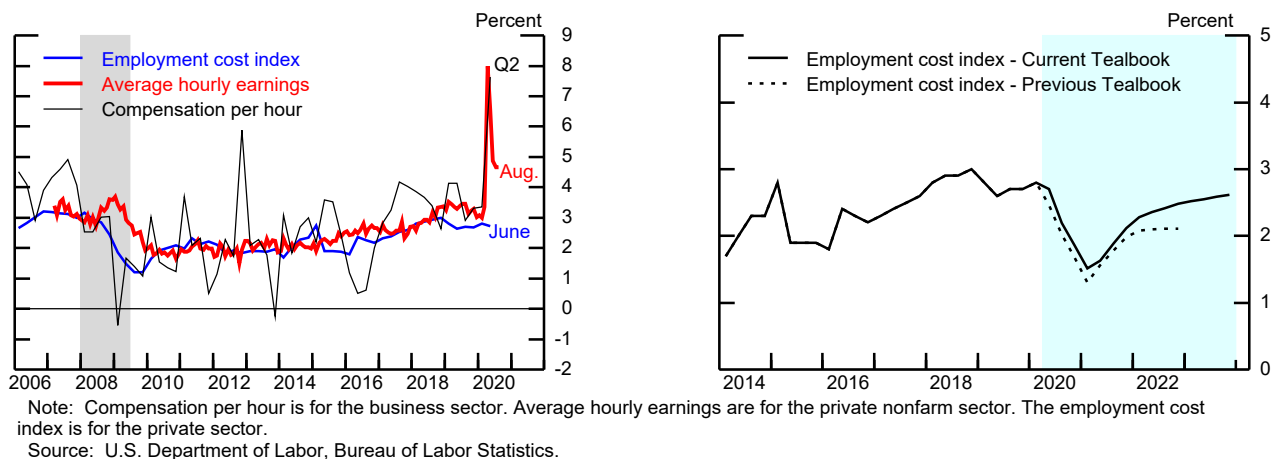 Percent
9
8
7
6
5
4
3
2
1
0
-1
-2
Employment cost index
Average hourly earnings
Compensation per hour
Q2
Aug.
June
2006 2008 2010 2012 2014 2016 2018 2020
Percent
5
4
3
2
1
0
Employment cost index - Current Tealbook
Employment cost index - Previous Tealbook
2014 2016 2018 2020 2022
Note: Compensation per hour is for the business sector. Average hourly earnings are for the private nonfarm sector. The employment cost
index is for the private sector.
Source: U.S. Department of Labor, Bureau of Labor Statistics.